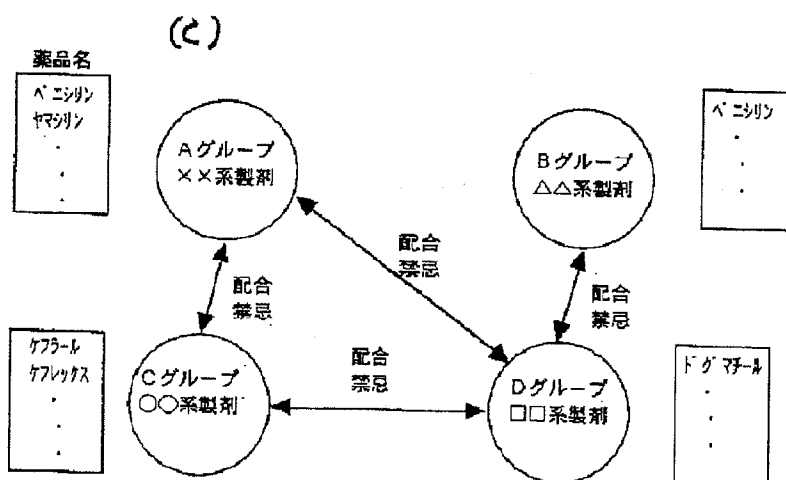 (C)
薬品名
ペニシリン
ヤマシリン
・
・
・
Aグループ
××系製剤
Bグループ
△△系製剤
ペニシリン
・
・
・
配合
禁忌
配合
禁忌
配合
禁忌
ケフラール
ケフレックス
・
・
・
Cグループ
○○系製剤
配合
禁忌
Dグループ
□□系製剤
ドグマチール
・
・
・